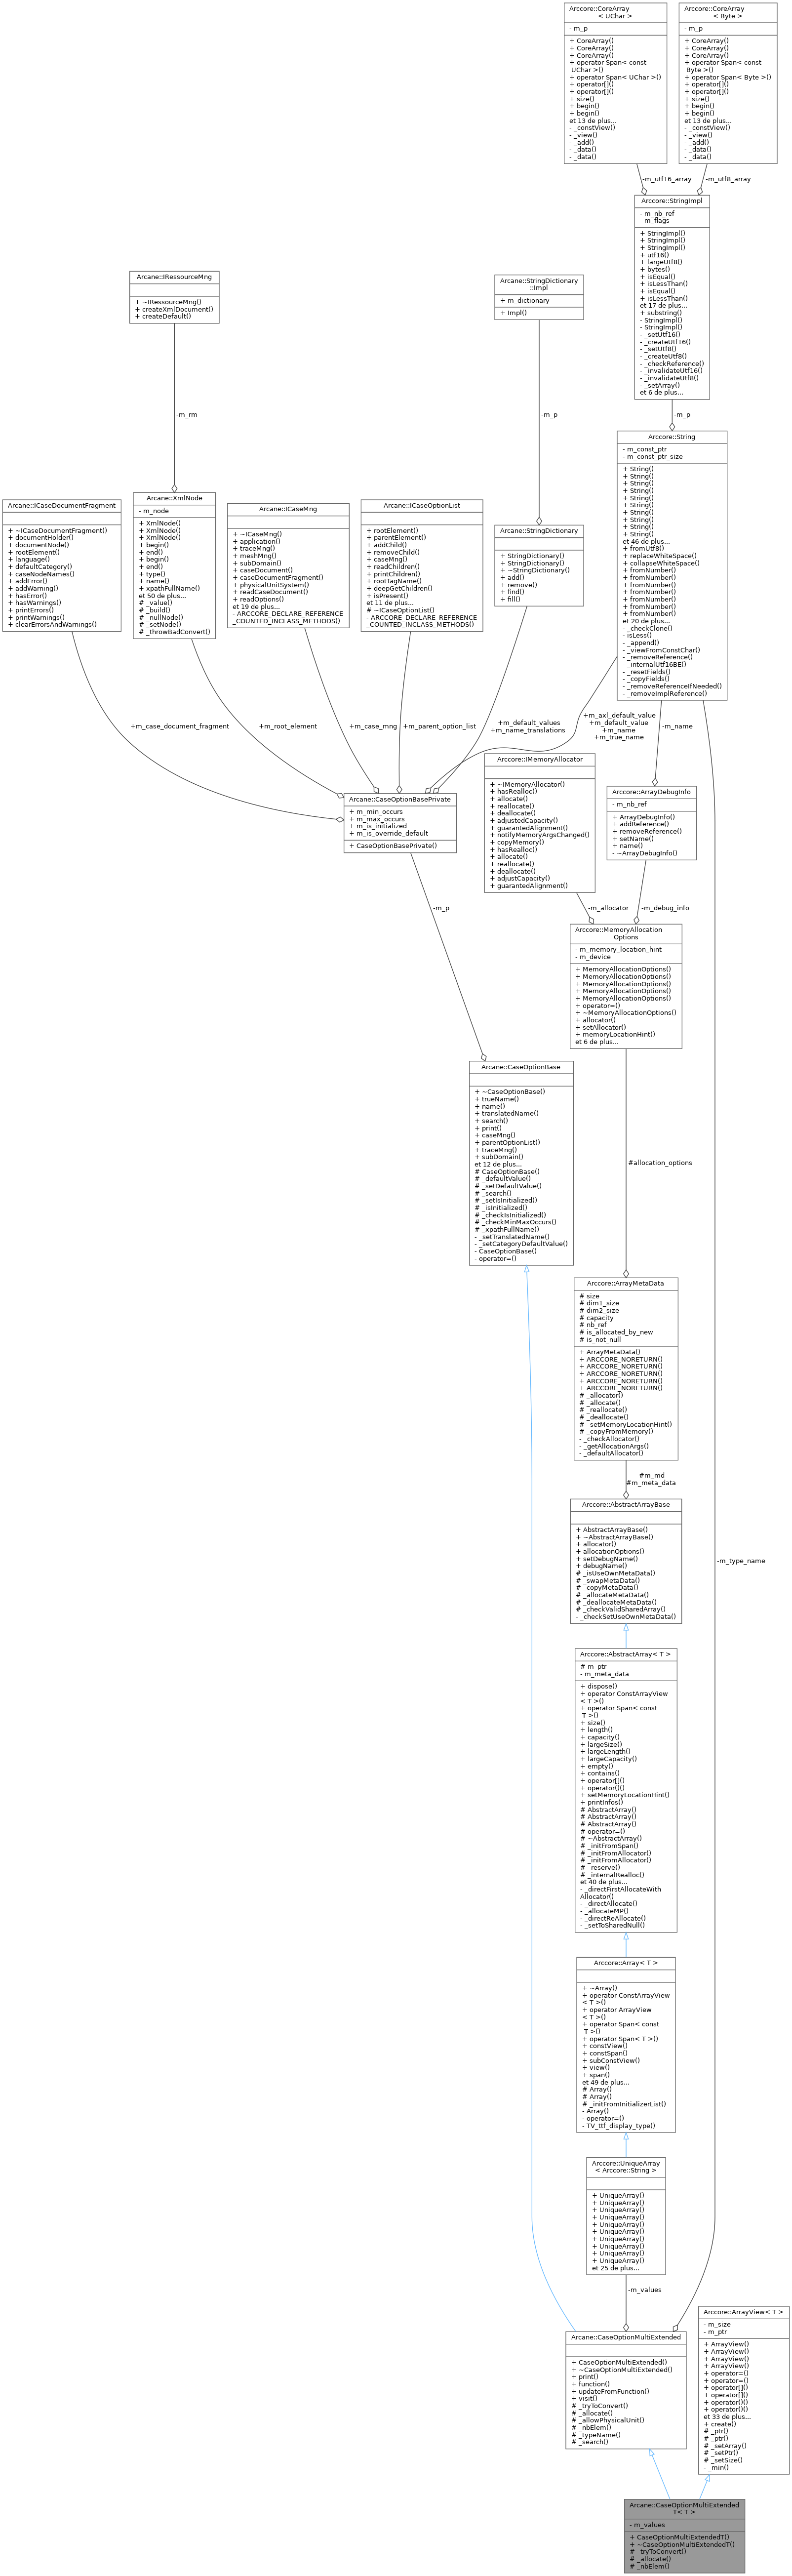 Arccore::CoreArray
< UChar >
- m_p
+ CoreArray()
+ CoreArray()
+ CoreArray()
+ operator Span< const
UChar >()
+ operator Span< UChar >()
+ operator[]()
+ operator[]()
+ size()
+ begin()
+ begin()
et 13 de plus...
- _constView()
- _view()
- _add()
- _data()
- _data()
Arccore::CoreArray
< Byte >
- m_p
+ CoreArray()
+ CoreArray()
+ CoreArray()
+ operator Span< const
Byte >()
+ operator Span< Byte >()
+ operator[]()
+ operator[]()
+ size()
+ begin()
+ begin()
et 13 de plus...
- _constView()
- _view()
- _add()
- _data()
- _data()
-m_utf16_array
-m_utf8_array
Arccore::StringImpl
- m_nb_ref
- m_flags
+ StringImpl()
+ StringImpl()
+ StringImpl()
+ utf16()
+ largeUtf8()
+ bytes()
+ isEqual()
+ isLessThan()
+ isEqual()
+ isLessThan()
et 17 de plus...
+ substring()
- StringImpl()
- StringImpl()
- _setUtf16()
- _createUtf16()
- _setUtf8()
- _createUtf8()
- _checkReference()
- _invalidateUtf16()
- _invalidateUtf8()
- _setArray()
et 6 de plus...
Arcane::IRessourceMng
+ ~IRessourceMng()
+ createXmlDocument()
+ createDefault()
Arcane::StringDictionary
::Impl
+ m_dictionary
+ Impl()
-m_rm
-m_p
-m_p
Arccore::String
- m_const_ptr
- m_const_ptr_size
+ String()
+ String()
+ String()
+ String()
+ String()
+ String()
+ String()
+ String()
+ String()
+ String()
et 46 de plus...
+ fromUtf8()
+ replaceWhiteSpace()
+ collapseWhiteSpace()
+ fromNumber()
+ fromNumber()
+ fromNumber()
+ fromNumber()
+ fromNumber()
+ fromNumber()
+ fromNumber()
et 20 de plus...
- _checkClone()
- isLess()
- _append()
- _viewFromConstChar()
- _removeReference()
- _internalUtf16BE()
- _resetFields()
- _copyFields()
- _removeReferenceIfNeeded()
- _removeImplReference()
Arcane::ICaseDocumentFragment
+ ~ICaseDocumentFragment()
+ documentHolder()
+ documentNode()
+ rootElement()
+ language()
+ defaultCategory()
+ caseNodeNames()
+ addError()
+ addWarning()
+ hasError()
+ hasWarnings()
+ printErrors()
+ printWarnings()
+ clearErrorsAndWarnings()
Arcane::XmlNode
- m_node
+ XmlNode()
+ XmlNode()
+ XmlNode()
+ begin()
+ end()
+ begin()
+ end()
+ type()
+ name()
+ xpathFullName()
et 50 de plus...
# _value()
# _build()
# _nullNode()
# _setNode()
# _throwBadConvert()
Arcane::ICaseMng
+ ~ICaseMng()
+ application()
+ traceMng()
+ meshMng()
+ subDomain()
+ caseDocument()
+ caseDocumentFragment()
+ physicalUnitSystem()
+ readCaseDocument()
+ readOptions()
et 19 de plus...
- ARCCORE_DECLARE_REFERENCE
_COUNTED_INCLASS_METHODS()
Arcane::ICaseOptionList
+ rootElement()
+ parentElement()
+ addChild()
+ removeChild()
+ caseMng()
+ readChildren()
+ printChildren()
+ rootTagName()
+ deepGetChildren()
+ isPresent()
et 11 de plus...
# ~ICaseOptionList()
- ARCCORE_DECLARE_REFERENCE
_COUNTED_INCLASS_METHODS()
Arcane::StringDictionary
+ StringDictionary()
+ StringDictionary()
+ ~StringDictionary()
+ add()
+ remove()
+ find()
+ fill()
+m_case_document_fragment
+m_root_element
+m_case_mng
+m_parent_option_list
+m_default_values
+m_name_translations
+m_axl_default_value
+m_default_value
+m_name
+m_true_name
-m_name
Arcane::CaseOptionBasePrivate
+ m_min_occurs
+ m_max_occurs
+ m_is_initialized
+ m_is_override_default
+ CaseOptionBasePrivate()
Arccore::IMemoryAllocator
+ ~IMemoryAllocator()
+ hasRealloc()
+ allocate()
+ reallocate()
+ deallocate()
+ adjustedCapacity()
+ guarantedAlignment()
+ notifyMemoryArgsChanged()
+ copyMemory()
+ hasRealloc()
+ allocate()
+ reallocate()
+ deallocate()
+ adjustCapacity()
+ guarantedAlignment()
Arccore::ArrayDebugInfo
- m_nb_ref
+ ArrayDebugInfo()
+ addReference()
+ removeReference()
+ setName()
+ name()
- ~ArrayDebugInfo()
-m_p
-m_allocator
-m_debug_info
Arccore::MemoryAllocation
Options
- m_memory_location_hint
- m_device
+ MemoryAllocationOptions()
+ MemoryAllocationOptions()
+ MemoryAllocationOptions()
+ MemoryAllocationOptions()
+ MemoryAllocationOptions()
+ operator=()
+ ~MemoryAllocationOptions()
+ allocator()
+ setAllocator()
+ memoryLocationHint()
et 6 de plus...
Arcane::CaseOptionBase
+ ~CaseOptionBase()
+ trueName()
+ name()
+ translatedName()
+ search()
+ print()
+ caseMng()
+ parentOptionList()
+ traceMng()
+ subDomain()
et 12 de plus...
# CaseOptionBase()
# _defaultValue()
# _setDefaultValue()
# _search()
# _setIsInitialized()
# _isInitialized()
# _checkIsInitialized()
# _checkMinMaxOccurs()
# _xpathFullName()
- _setTranslatedName()
- _setCategoryDefaultValue()
- CaseOptionBase()
- operator=()
#allocation_options
Arccore::ArrayMetaData
# size
# dim1_size
# dim2_size
# capacity
# nb_ref
# is_allocated_by_new
# is_not_null
+ ArrayMetaData()
+ ARCCORE_NORETURN()
+ ARCCORE_NORETURN()
+ ARCCORE_NORETURN()
+ ARCCORE_NORETURN()
+ ARCCORE_NORETURN()
# _allocator()
# _allocate()
# _reallocate()
# _deallocate()
# _setMemoryLocationHint()
# _copyFromMemory()
- _checkAllocator()
- _getAllocationArgs()
- _defaultAllocator()
#m_md
#m_meta_data
Arccore::AbstractArrayBase
+ AbstractArrayBase()
+ ~AbstractArrayBase()
+ allocator()
+ allocationOptions()
+ setDebugName()
+ debugName()
# _isUseOwnMetaData()
# _swapMetaData()
# _copyMetaData()
# _allocateMetaData()
# _deallocateMetaData()
# _checkValidSharedArray()
- _checkSetUseOwnMetaData()
-m_type_name
Arccore::AbstractArray< T >
# m_ptr
- m_meta_data
+ dispose()
+ operator ConstArrayView
< T >()
+ operator Span< const
T >()
+ size()
+ length()
+ capacity()
+ largeSize()
+ largeLength()
+ largeCapacity()
+ empty()
+ contains()
+ operator[]()
+ operator()()
+ setMemoryLocationHint()
+ printInfos()
# AbstractArray()
# AbstractArray()
# AbstractArray()
# operator=()
# ~AbstractArray()
# _initFromSpan()
# _initFromAllocator()
# _initFromAllocator()
# _reserve()
# _internalRealloc()
et 40 de plus...
- _directFirstAllocateWith
Allocator()
- _directAllocate()
- _allocateMP()
- _directReAllocate()
- _setToSharedNull()
Arccore::Array< T >
+ ~Array()
+ operator ConstArrayView
< T >()
+ operator ArrayView
< T >()
+ operator Span< const
T >()
+ operator Span< T >()
+ constView()
+ constSpan()
+ subConstView()
+ view()
+ span()
et 49 de plus...
# Array()
# Array()
# _initFromInitializerList()
- Array()
- operator=()
- TV_ttf_display_type()
Arccore::UniqueArray
< Arccore::String >
+ UniqueArray()
+ UniqueArray()
+ UniqueArray()
+ UniqueArray()
+ UniqueArray()
+ UniqueArray()
+ UniqueArray()
+ UniqueArray()
+ UniqueArray()
+ UniqueArray()
et 25 de plus...
-m_values
Arcane::CaseOptionMultiExtended
+ CaseOptionMultiExtended()
+ ~CaseOptionMultiExtended()
+ print()
+ function()
+ updateFromFunction()
+ visit()
# _tryToConvert()
# _allocate()
# _allowPhysicalUnit()
# _nbElem()
# _typeName()
# _search()
Arccore::ArrayView< T >
- m_size
- m_ptr
+ ArrayView()
+ ArrayView()
+ ArrayView()
+ ArrayView()
+ operator=()
+ operator=()
+ operator[]()
+ operator[]()
+ operator()()
+ operator()()
et 33 de plus...
+ create()
# _ptr()
# _ptr()
# _setArray()
# _setPtr()
# _setSize()
- _min()
Arcane::CaseOptionMultiExtended
T< T >
- m_values
+ CaseOptionMultiExtendedT()
+ ~CaseOptionMultiExtendedT()
# _tryToConvert()
# _allocate()
# _nbElem()